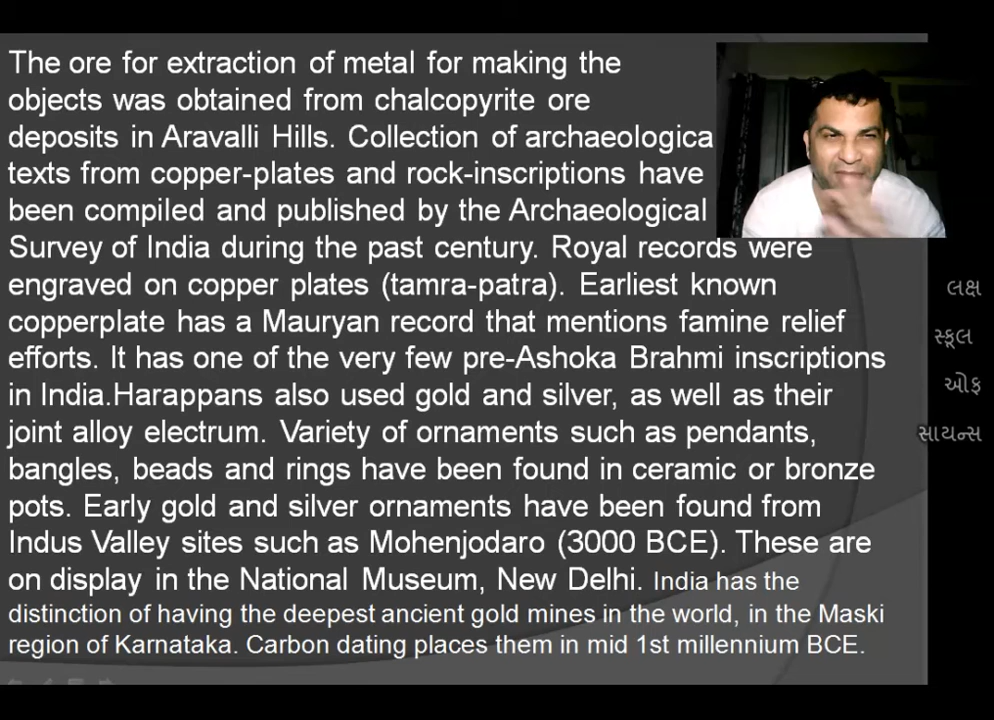 The ore for extraction of metal for making the
objects was obtained from chalcopyrite ore
deposits in Aravalli Hills. Collection of archaeologica
texts from copper-plates and rock-inscriptions have
been compiled and published by the Archaeological
Survey of India during the past century. Royal records were
engraved on copper plates (tamra-patra). Earliest known
copperplate has a Mauryan record that mentions famine relief
efforts. It has one of the very few pre-Ashoka Brahmi inscriptions
in India.Harappans also used gold and silver, as well as their
joint alloy electrum. Variety of ornaments such as pendants,
bangles, beads and rings have been found in ceramic or bronze
pots. Early gold and silver ornaments have been found from
Indus Valley sites such as Mohenjodaro (3000 BCE). These are
on display in the National Museum, New Delhi. India has the
distinction of having the deepest ancient gold mines in the world, in the Maski
region of Karnataka. Carbon dating places them in mid 1st millennium BCE.
લક્ષ
સ્કૂલ
ઓફ
સાયન્સ